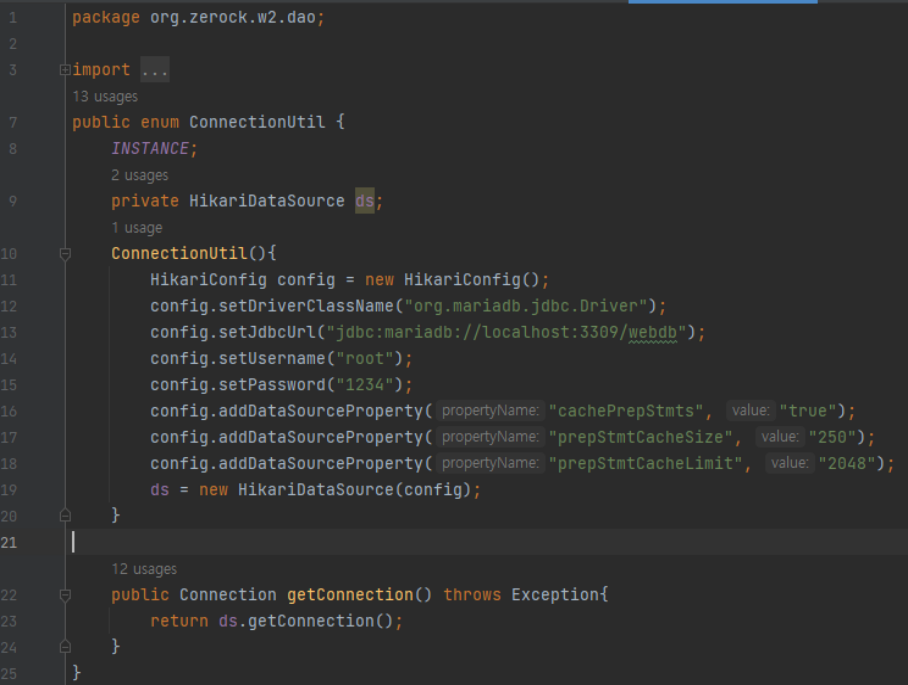 1 package org.zerock.w2.dao;
2
3 import ...
13 usages
7 public enum ConnectionUtil {
8 INSTANCE;
2 usages
9 private HikariDataSource ds;
1 usage
10 ConnectionUtil(){
11 HikariConfig config = new HikariConfig();
12 config.setDriverClassName("org.mariadb.jdbc.Driver");
13 config.setJdbcUrl("jdbc:mariadb://localhost:3309/webdb");
14 config.setUsername("root");
15 config.setPassword("1234");
16 config.addDataSourceProperty( propertyName: "cachePrepStmts", value: "true");
17 config.addDataSourceProperty( propertyName: "prepStmtCacheSize", value: "250");
18 config.addDataSourceProperty( propertyName: "prepStmtCacheLimit", value: "2048");
19 ds = new HikariDataSource(config);
20 }
21
12 usages
22 public Connection getConnection() throws Exception{
23 return ds.getConnection();
24 }
25 }